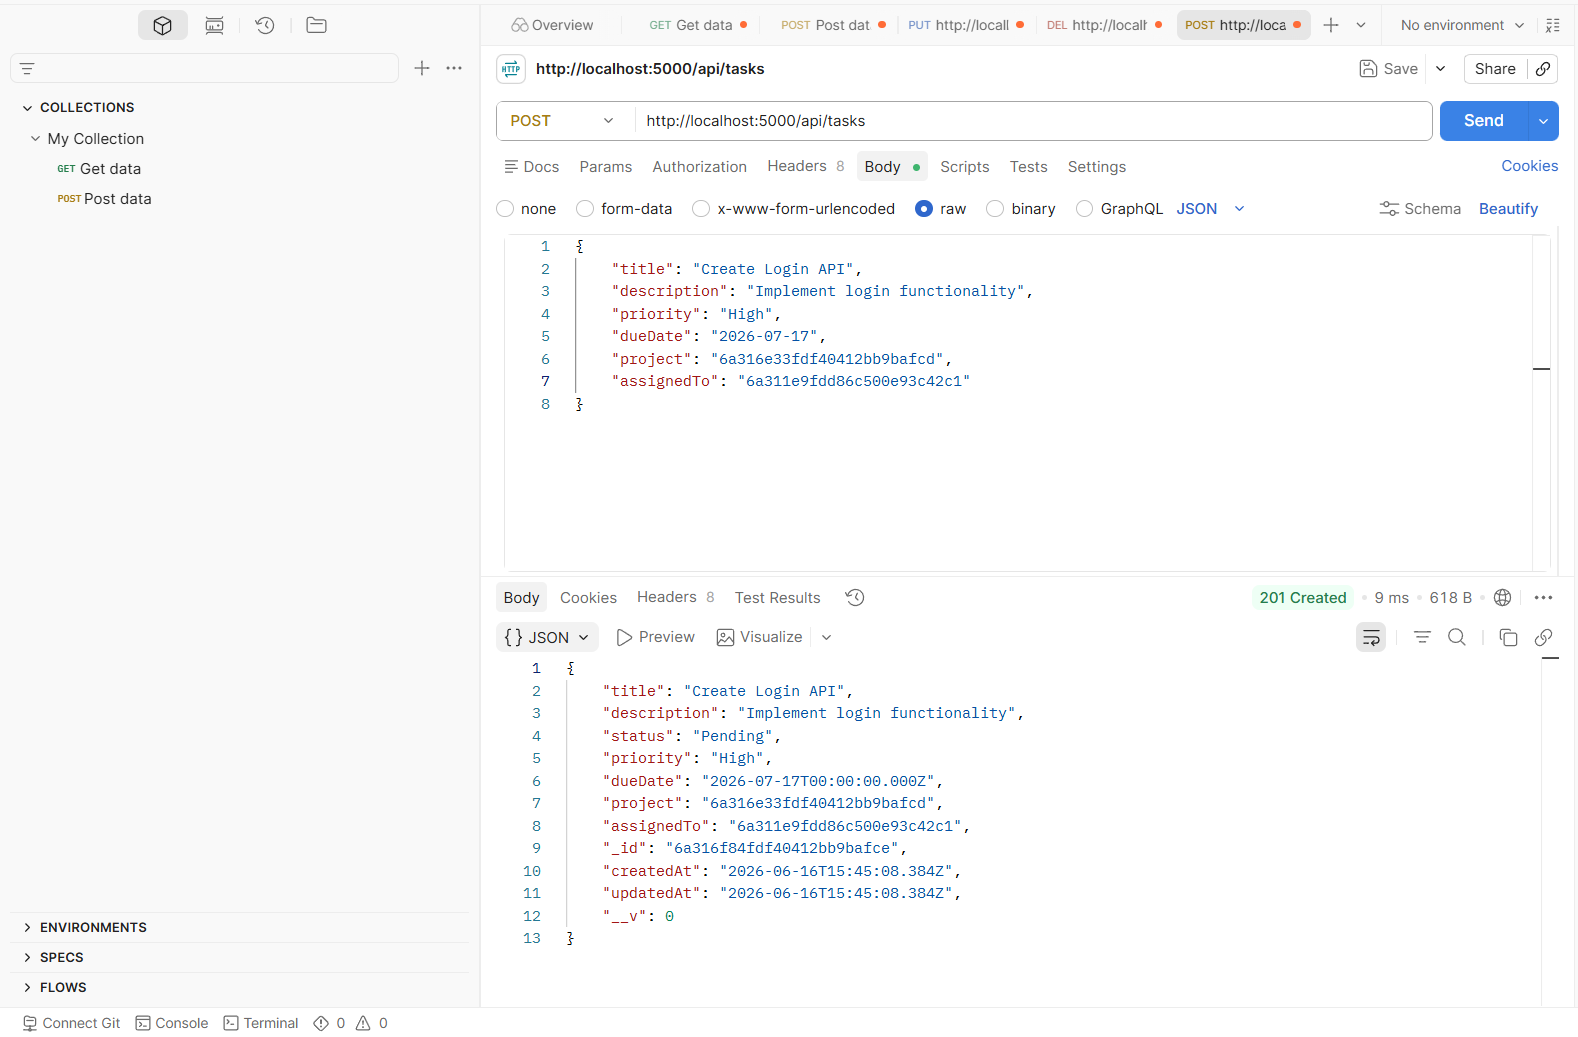 Overview
GET Get data
POST Post dat
PUT http://locall
DEL http://localh
POST http://loca
No environment
HTTP
http://localhost:5000/api/tasks
Save
Share
COLLECTIONS
My Collection
GET Get data
POST Post data
POST
http://localhost:5000/api/tasks
Send
Docs
Params
Authorization
Headers 8
Body
Scripts
Tests
Settings
Cookies
none
form-data
x-www-form-urlencoded
raw
binary
GraphQL
JSON
Schema
Beautify
1 {
2 "title": "Create Login API",
3 "description": "Implement login functionality",
4 "priority": "High",
5 "dueDate": "2026-07-17",
6 "project": "6a316e33fdf40412bb9bafcd",
7 "assignedTo": "6a311e9fdd86c500e93c42c1"
8 }
Body
Cookies
Headers 8
Test Results
201 Created
9 ms
618 B
{} JSON
Preview
Visualize
1 {
2 "title": "Create Login API",
3 "description": "Implement login functionality",
4 "status": "Pending",
5 "priority": "High",
6 "dueDate": "2026-07-17T00:00:00.000Z",
7 "project": "6a316e33fdf40412bb9bafcd",
8 "assignedTo": "6a311e9fdd86c500e93c42c1",
9 "_id": "6a316f84fdf40412bb9bafce",
10 "createdAt": "2026-06-16T15:45:08.384Z",
11 "updatedAt": "2026-06-16T15:45:08.384Z",
12 "__v": 0
13 }
ENVIRONMENTS
SPECS
FLOWS
Connect Git
Console
Terminal
0
0